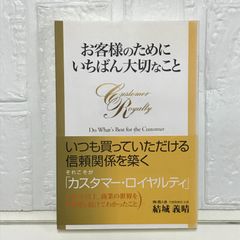 お客様のために
いちばん大切なこと
Customer
Royalty
Do What's Best for the Customer
いつも買っていただける
信頼関係を築く
それこそが
「カスタマー・ロイヤルティ」
結城 義晴